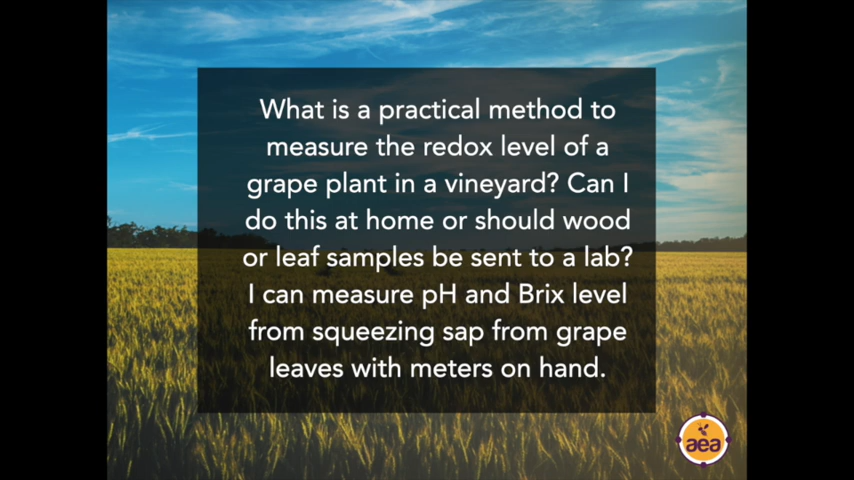 What is a practical method to
measure the redox level of a
grape plant in a vineyard? Can I
do this at home or should wood
or leaf samples be sent to a lab?
I can measure pH and Brix level
from squeezing sap from grape
leaves with meters on hand.
aea